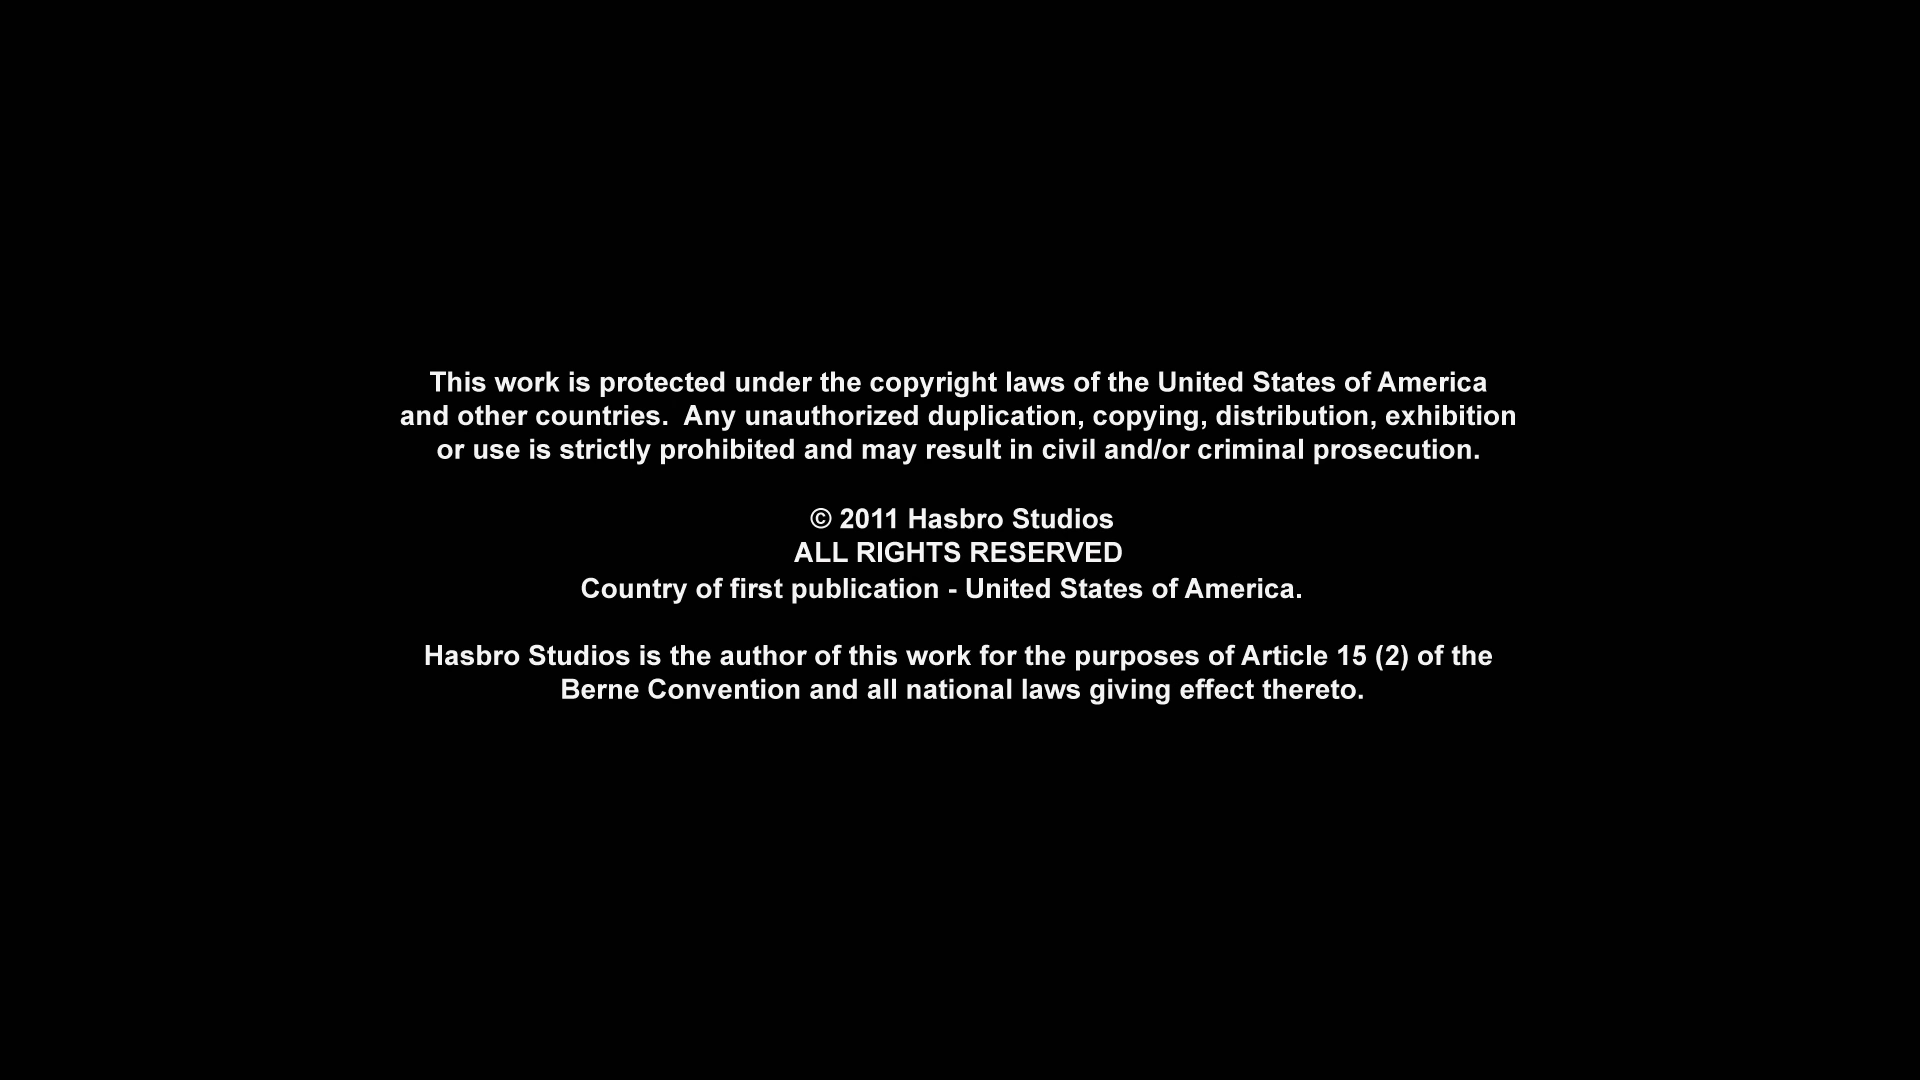 This work is protected under the copyright laws of the United States of America
and other countries.  Any unauthorized duplication, copying, distribution, exhibition
or use is strictly prohibited and may result in civil and/or criminal prosecution.
© 2011 Hasbro Studios
ALL RIGHTS RESERVED
Country of first publication - United States of America.
Hasbro Studios is the author of this work for the purposes of Article 15 (2) of the
Berne Convention and all national laws giving effect thereto.